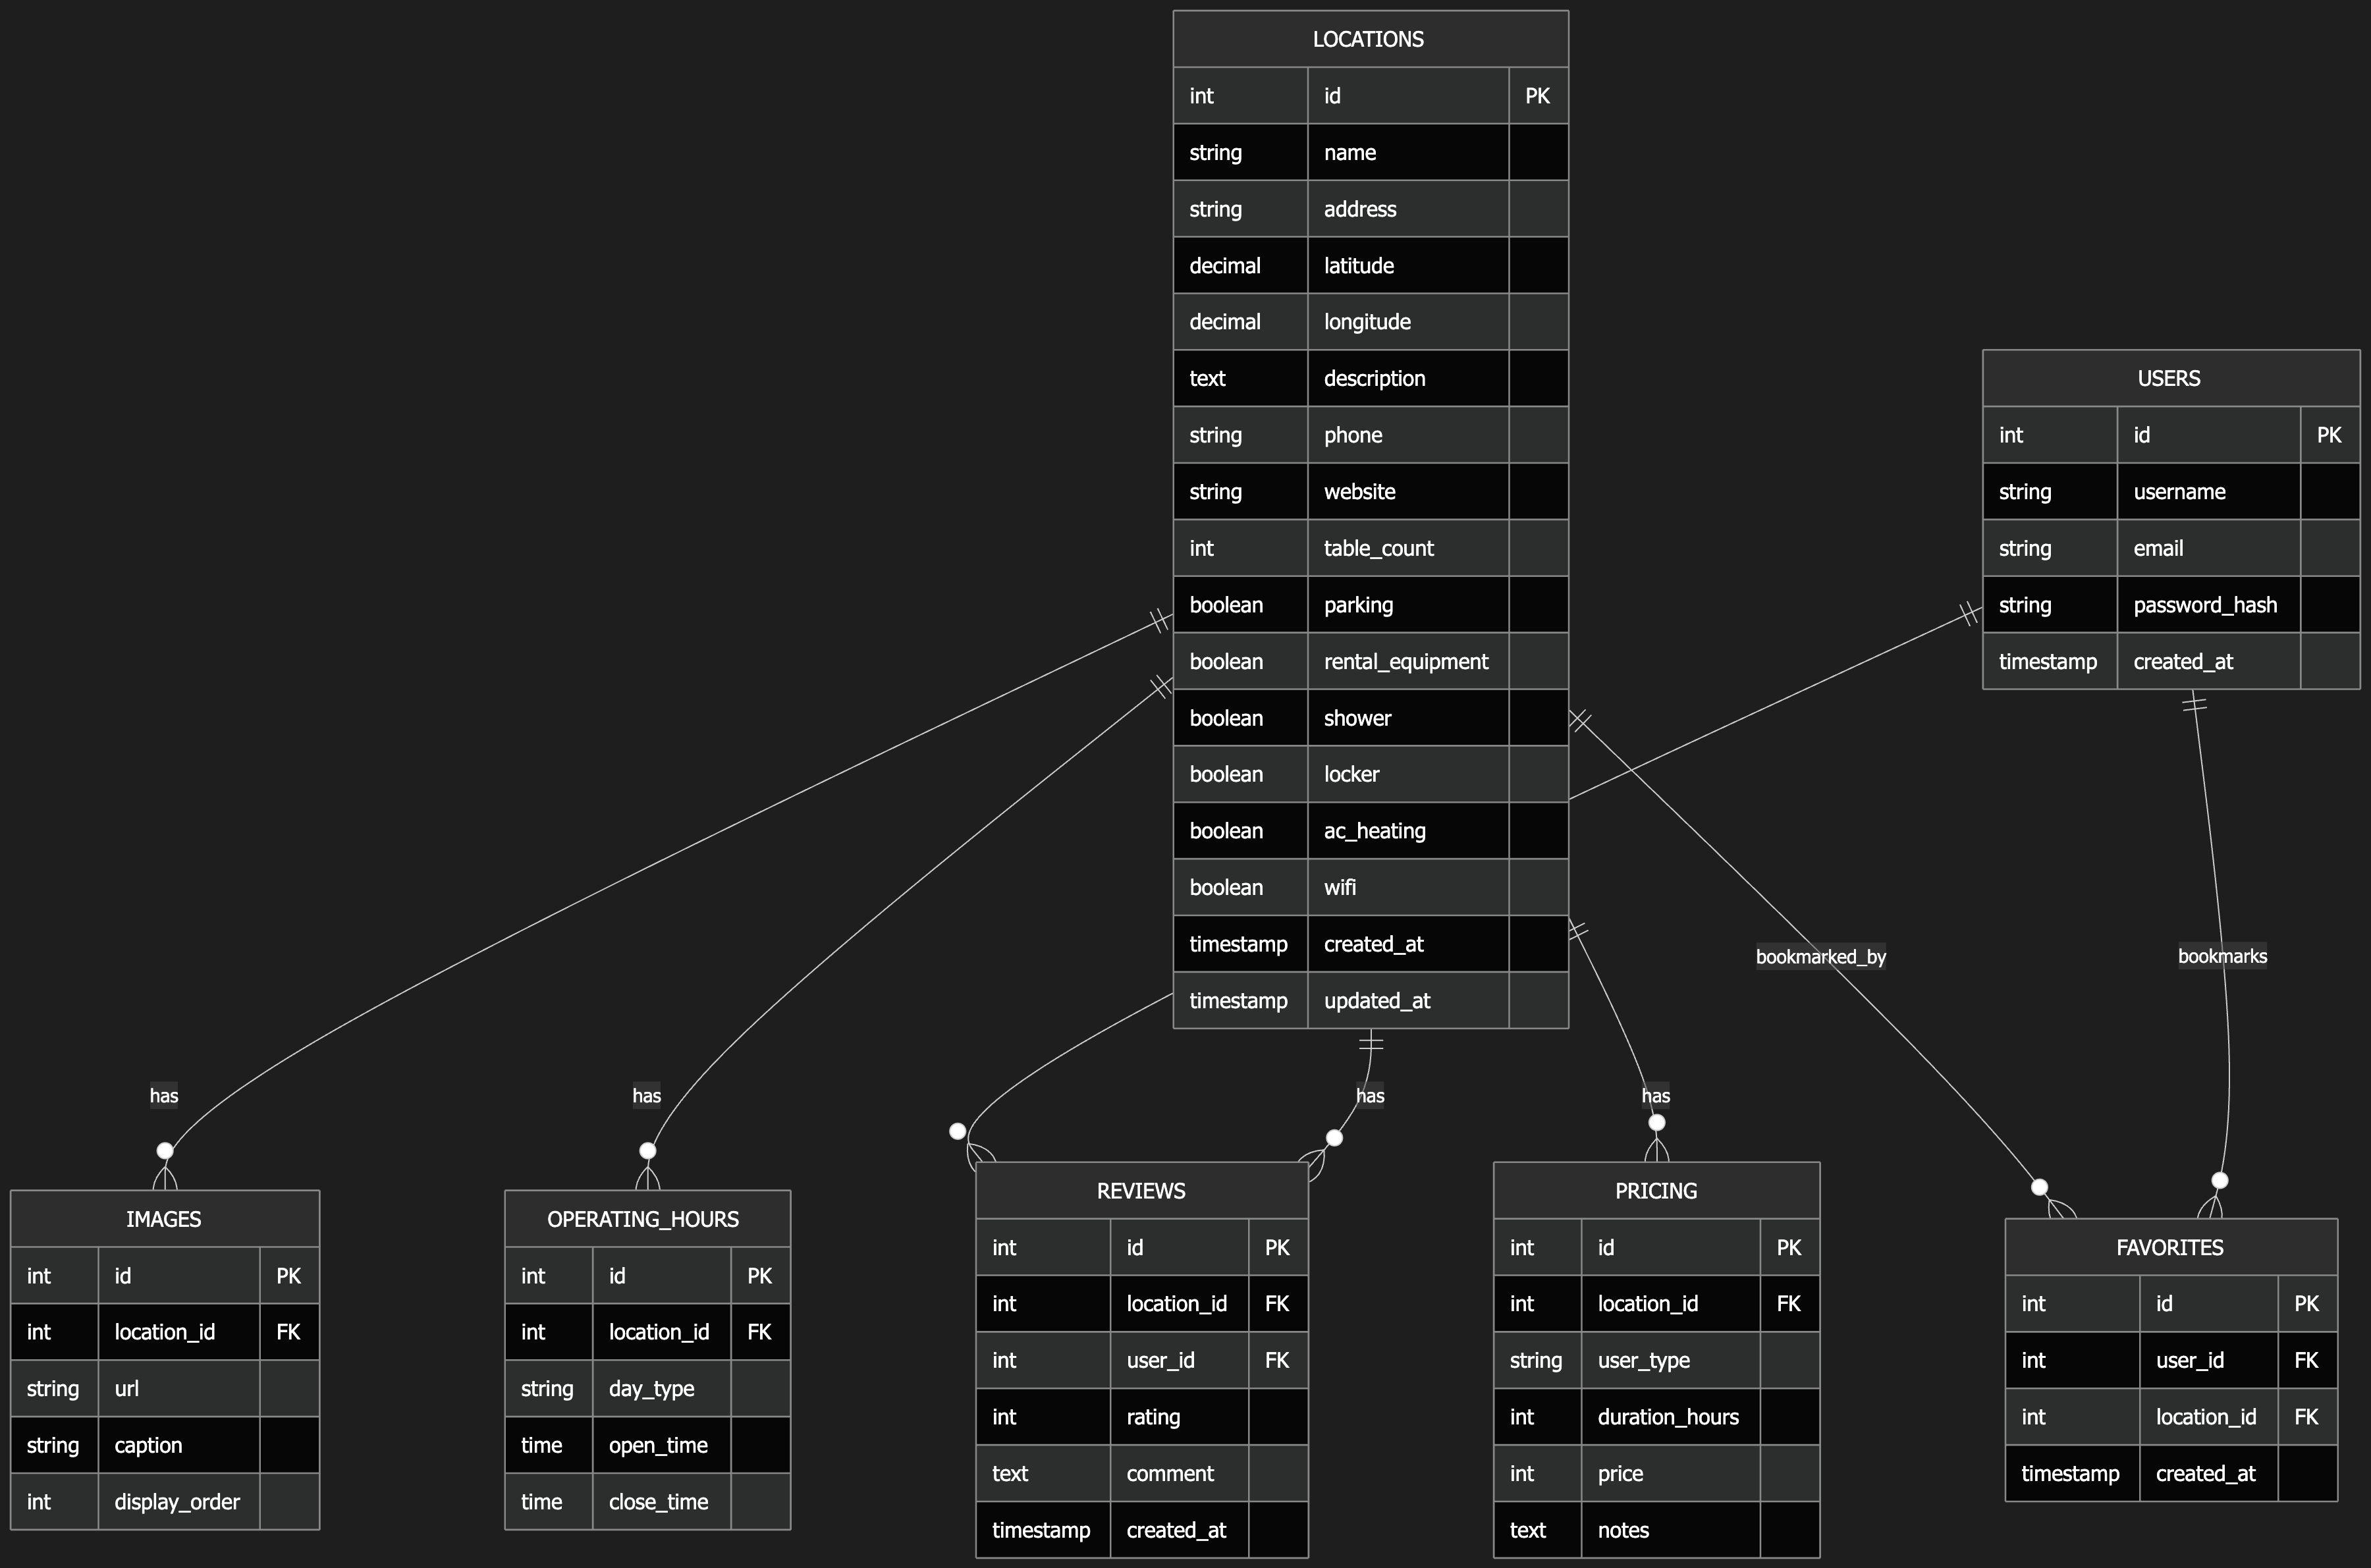 LOCATIONS
int id PK
string name
string address
decimal latitude
decimal longitude
text description
string phone
string website
int table_count
boolean parking
boolean rental_equipment
boolean shower
boolean locker
boolean ac_heating
boolean wifi
timestamp created_at
timestamp updated_at
USERS
int id PK
string username
string email
string password_hash
timestamp created_at
bookmarked_by
bookmarks
has
has
has
has
IMAGES
int id PK
int location_id FK
string url
string caption
int display_order
OPERATING_HOURS
int id PK
int location_id FK
string day_type
time open_time
time close_time
REVIEWS
int id PK
int location_id FK
int user_id FK
int rating
text comment
timestamp created_at
PRICING
int id PK
int location_id FK
string user_type
int duration_hours
int price
text notes
FAVORITES
int id PK
int user_id FK
int location_id FK
timestamp created_at